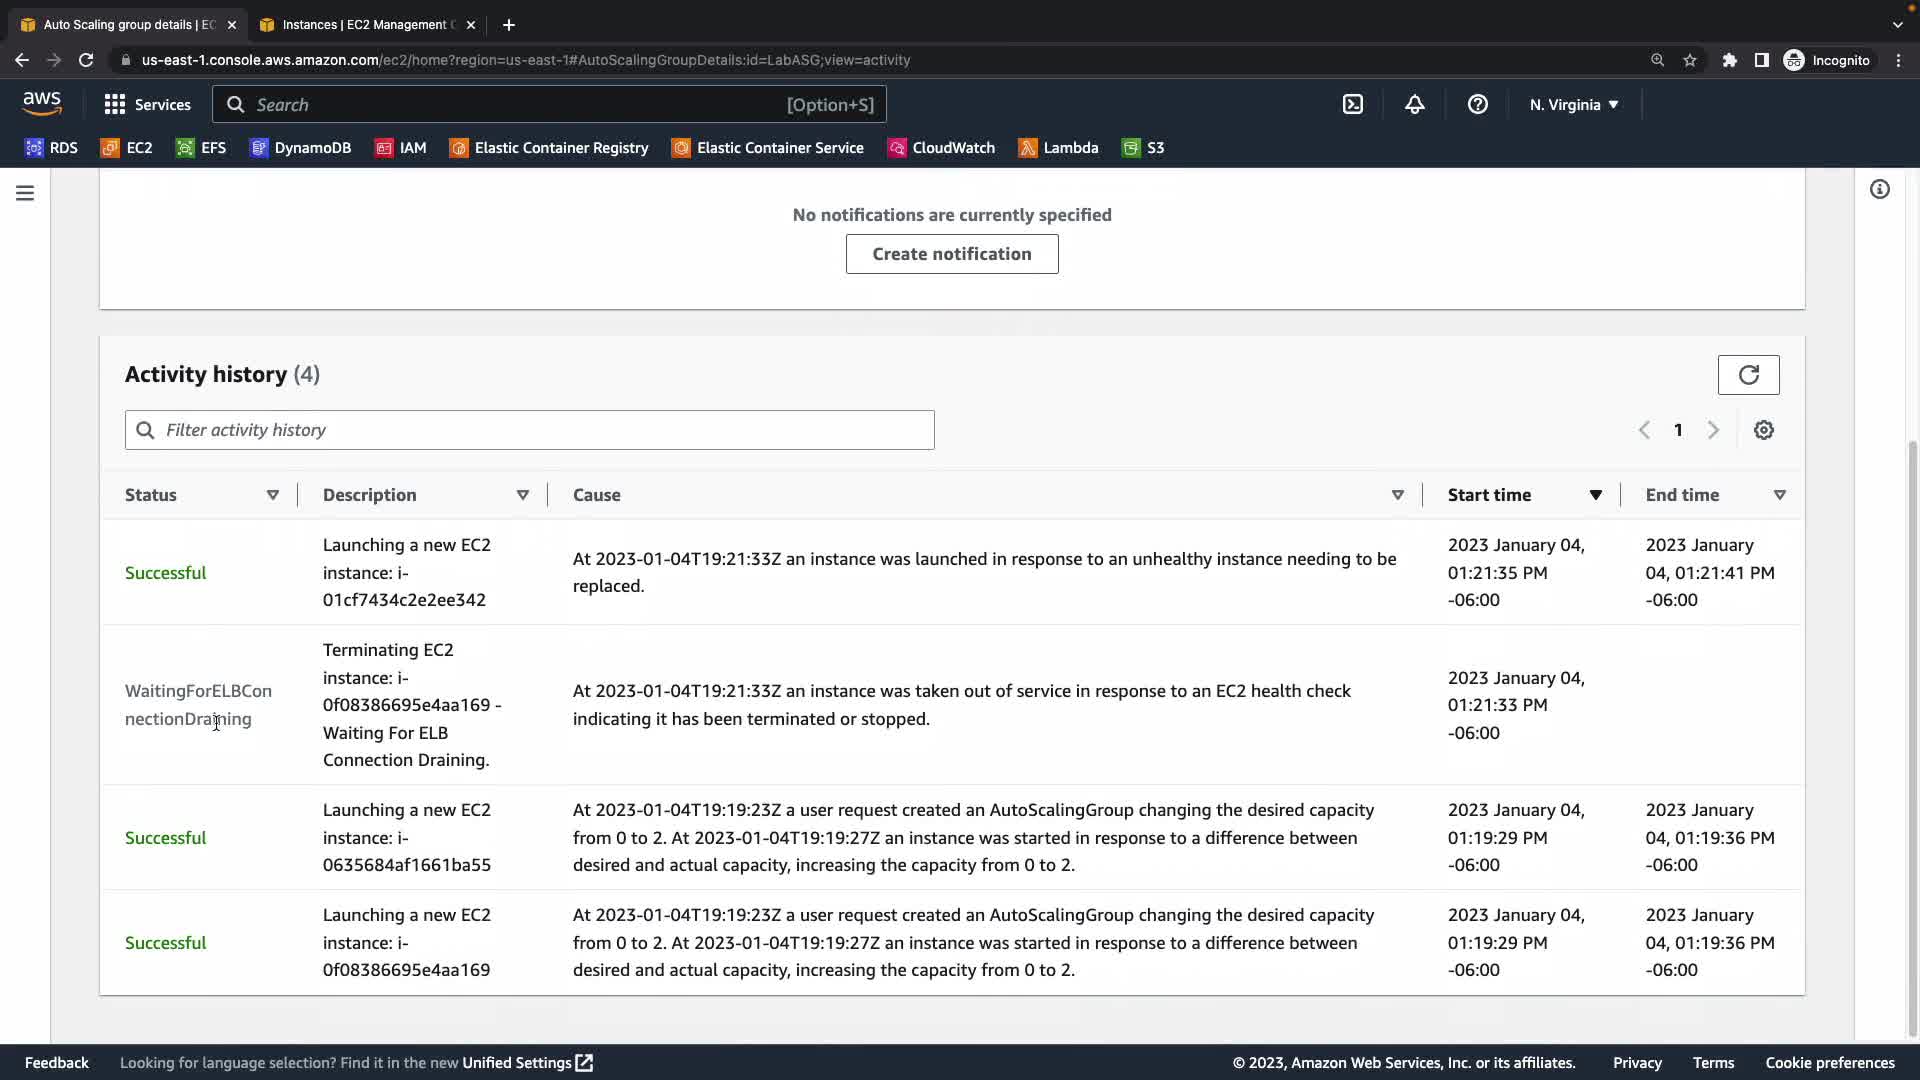 Auto Scaling group details | EC
Instances | EC2 Management C
us-east-1.console.aws.amazon.com/ec2/home?region=us-east-1#AutoScalingGroupDetails:id=LabASG;view=activity
Incognito
aws
Services
Search
[Option+S]
N. Virginia
RDS
EC2
EFS
DynamoDB
IAM
Elastic Container Registry
Elastic Container Service
CloudWatch
Lambda
S3
No notifications are currently specified
Create notification
Activity history (4)
Filter activity history
1
Status
Description
Cause
Start time
End time
Successful
Launching a new EC2
instance: i-
01cf7434c2e2ee342
At 2023-01-04T19:21:33Z an instance was launched in response to an unhealthy instance needing to be
replaced.
2023 January 04,
01:21:35 PM
-06:00
2023 January
04, 01:21:41 PM
-06:00
WaitingForELBCon
nectionDraining
Terminating EC2
instance: i-
0f08386695e4aa169 -
Waiting For ELB
Connection Draining.
At 2023-01-04T19:21:33Z an instance was taken out of service in response to an EC2 health check
indicating it has been terminated or stopped.
2023 January 04,
01:21:33 PM
-06:00
Successful
Launching a new EC2
instance: i-
0635684af1661ba55
At 2023-01-04T19:19:23Z a user request created an AutoScalingGroup changing the desired capacity
from 0 to 2. At 2023-01-04T19:19:27Z an instance was started in response to a difference between
desired and actual capacity, increasing the capacity from 0 to 2.
2023 January 04,
01:19:29 PM
-06:00
2023 January
04, 01:19:36 PM
-06:00
Successful
Launching a new EC2
instance: i-
0f08386695e4aa169
At 2023-01-04T19:19:23Z a user request created an AutoScalingGroup changing the desired capacity
from 0 to 2. At 2023-01-04T19:19:27Z an instance was started in response to a difference between
desired and actual capacity, increasing the capacity from 0 to 2.
2023 January 04,
01:19:29 PM
-06:00
2023 January
04, 01:19:36 PM
-06:00
Feedback
Looking for language selection? Find it in the new Unified Settings
© 2023, Amazon Web Services, Inc. or its affiliates.
Privacy
Terms
Cookie preferences